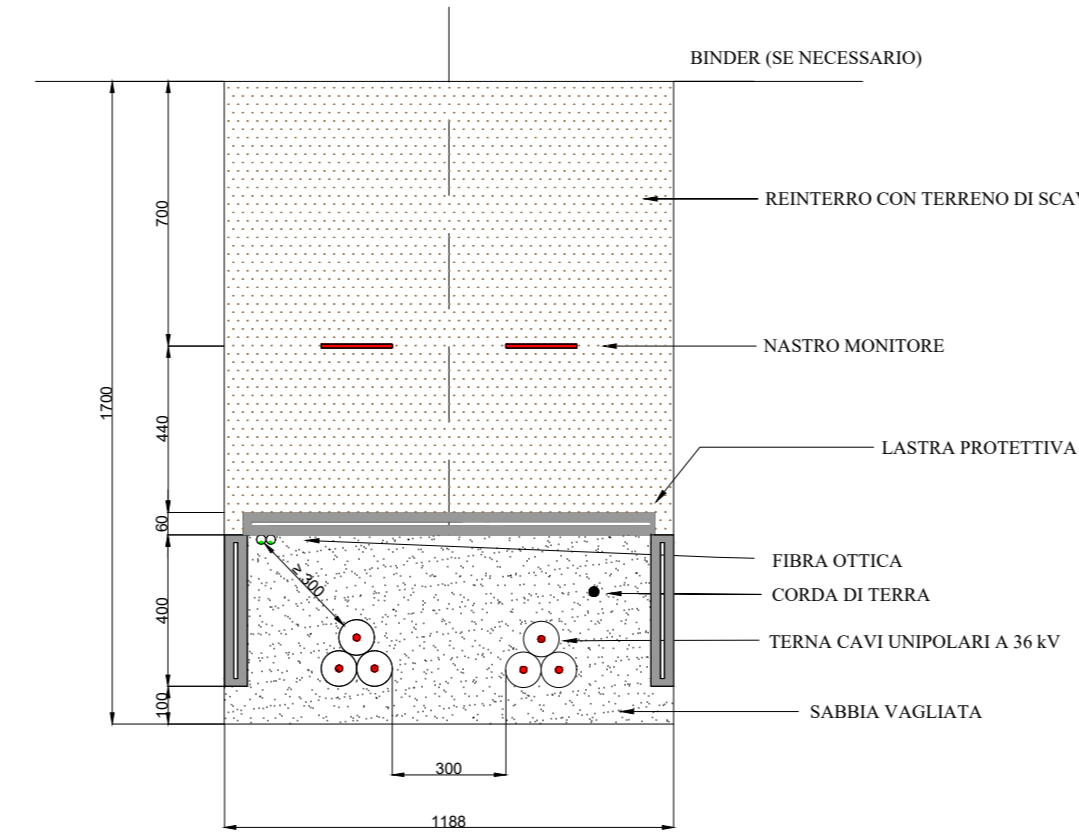 BINDER (SE NECESSARIO)
REINTERRO CON TERRENO DI
700
NASTRO MONITORE
1700
440
LASTRA PROTETTIVA
60
FIBRA OTTICA
≥ 300
400
CORDA DI TERRA
TERNA CAVI UNIPOLARI A 36 kV
100
SABBIA VAGLIATA
300
1188